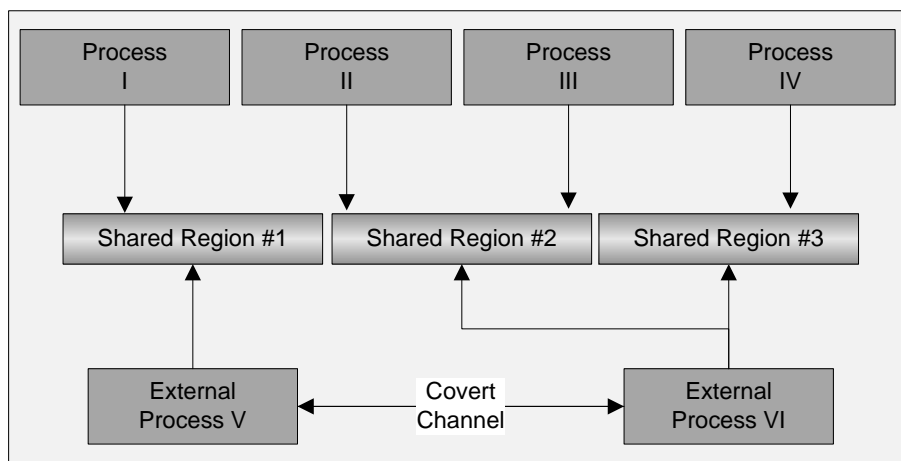 Process
I
Process
II
Process
III
Process
IV
Shared Region #1
Shared Region #2
Shared Region #3
External
Process V
Covert
Channel
External
Process VI